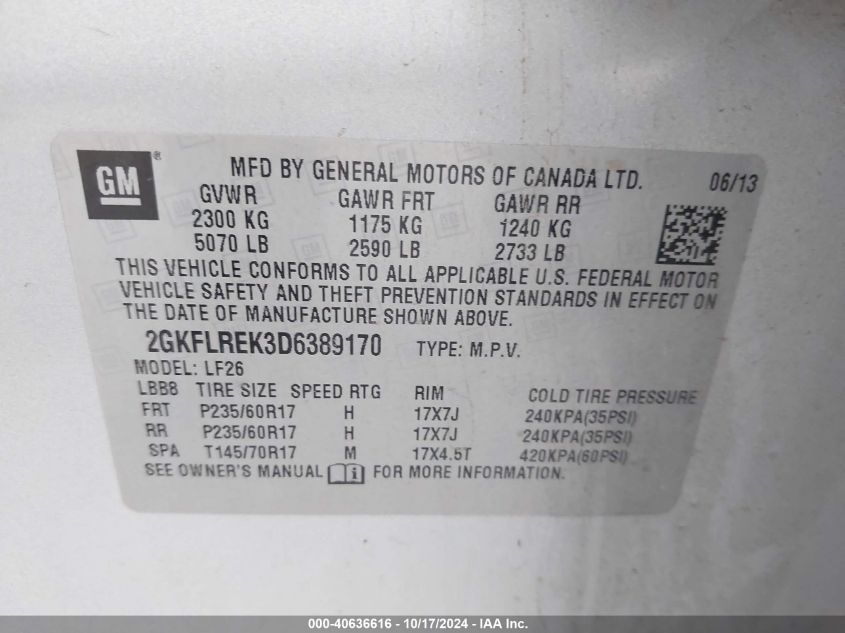 GM ®
MFD BY GENERAL MOTORS OF CANADA LTD. 06/13
GVWR GAWR FRT GAWR RR
2300 KG 1175 KG 1240 KG
5070 LB 2590 LB 2733 LB
THIS VEHICLE CONFORMS TO ALL APPLICABLE U.S. FEDERAL MOTOR
VEHICLE SAFETY AND THEFT PREVENTION STANDARDS IN EFFECT ON
THE DATE OF MANUFACTURE SHOWN ABOVE.
2GKFLREK3D6389170 TYPE: M.P.V.
MODEL: LF26
LBB8 TIRE SIZE SPEED RTG RIM COLD TIRE PRESSURE
FRT P235/60R17 H 17X7J 240KPA(35PSI)
RR P235/60R17 H 17X7J 240KPA(35PSI)
SPA T145/70R17 M 17X4.5T 420KPA(60PSI)
SEE OWNER'S MANUAL FOR MORE INFORMATION.
000-40636616 - 10/17/2024 - IAA Inc.